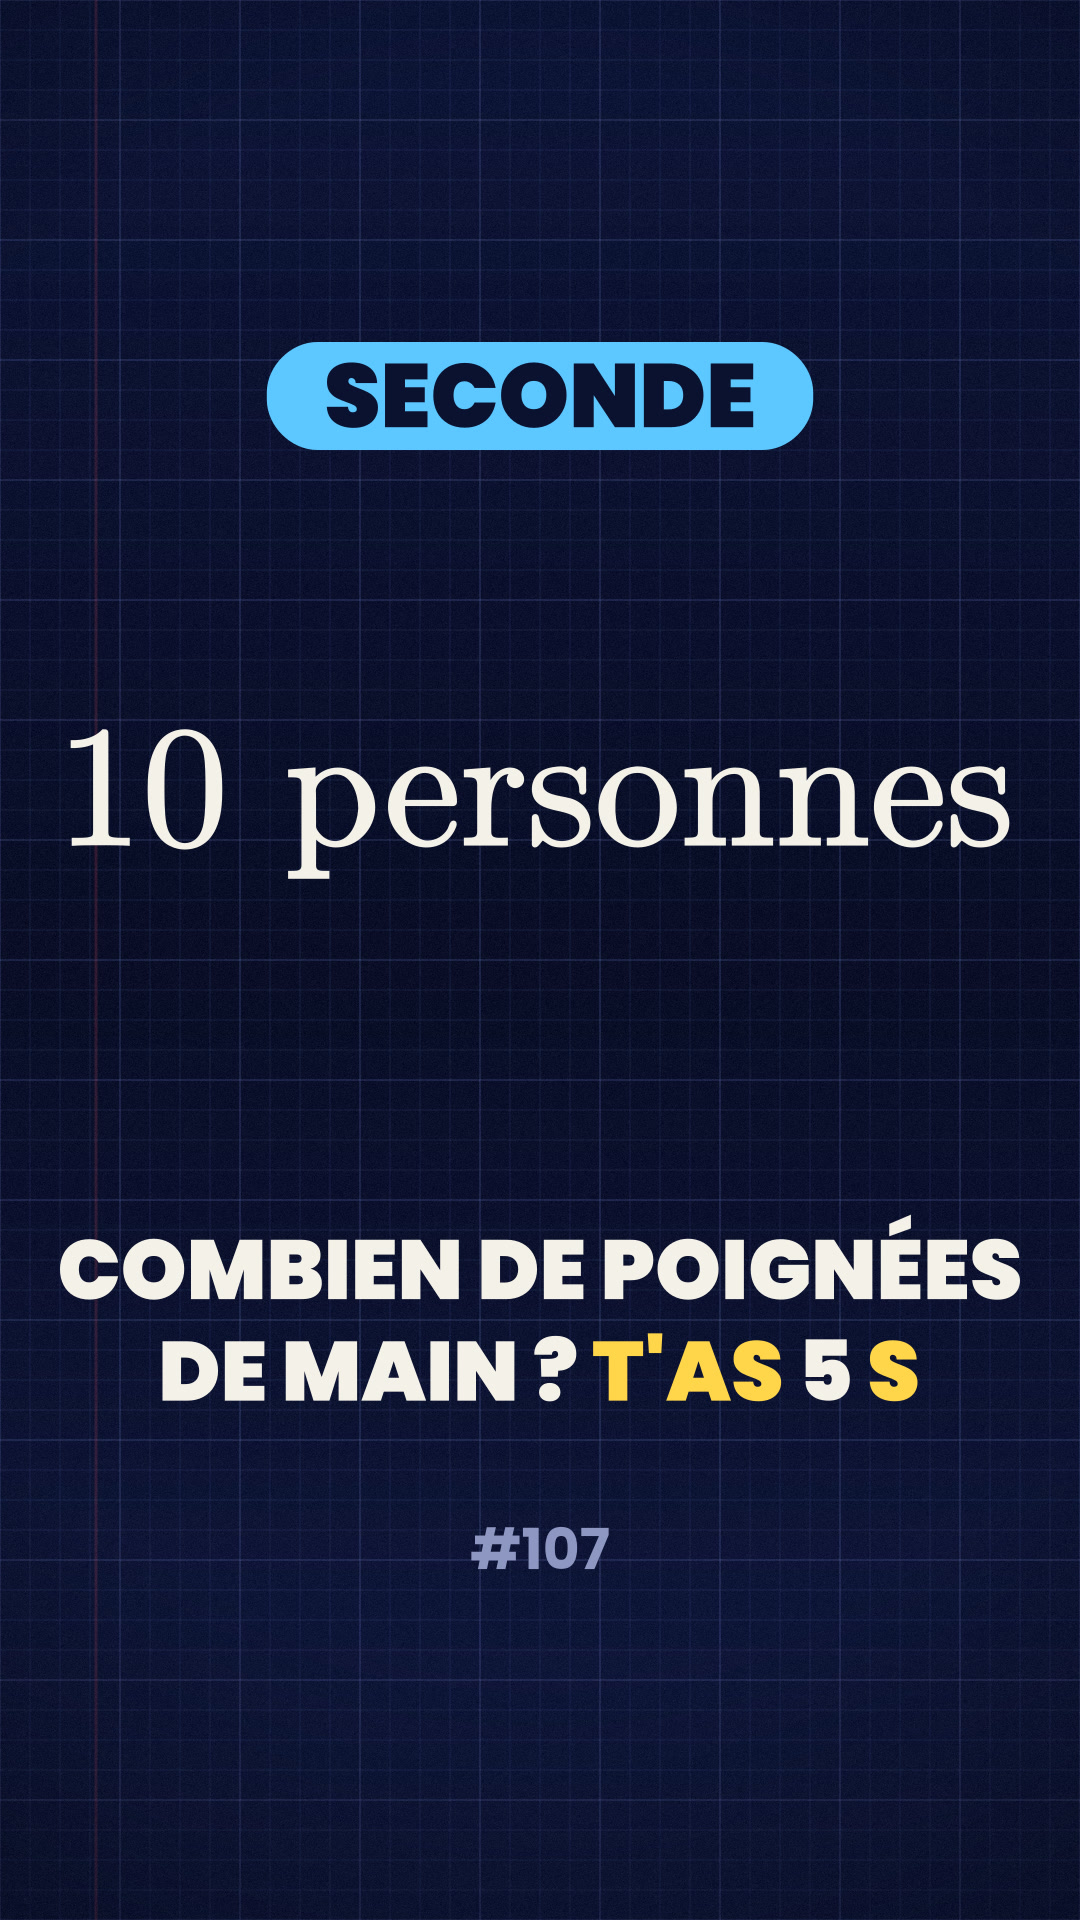 SECONDE
10 personnes
COMBIEN DE POIGNÉES
DE MAIN ? T'AS 5 S
#107